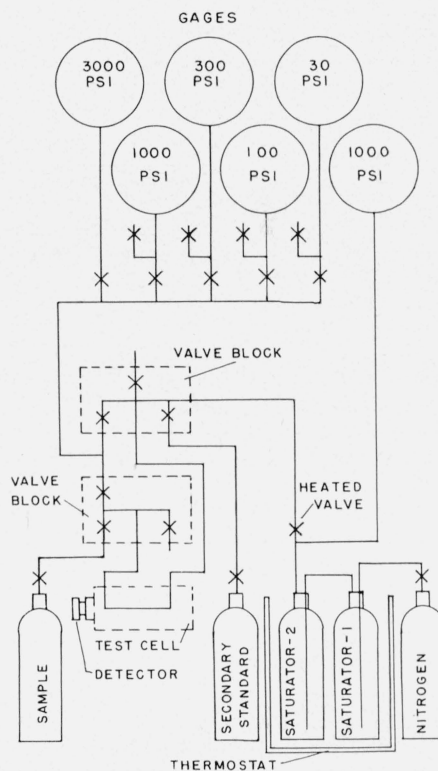 GAGES
3000
PSI
300
PSI
30
PSI
1000
PSI
100
PSI
1000
PSI
VALVE BLOCK
VALVE
BLOCK
HEATED
VALVE
TEST CELL
DETECTOR
SAMPLE
SECONDARY
STANDARD
SATURATOR-2
SATURATOR-1
NITROGEN
THERMOSTAT